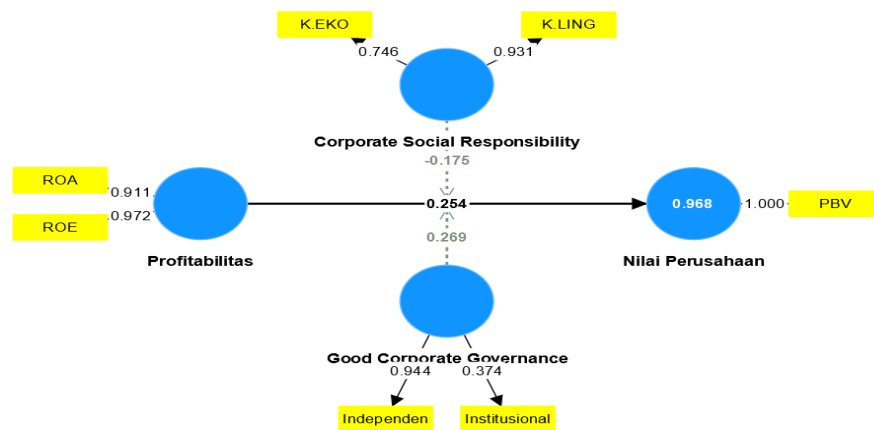 K.EKO
K.LING
0.746
0.931
Corporate Social Responsibility
-0.175
ROA
0.911
ROE
0.972
Profitabilitas
0.254
0.968
1.000
PBV
Nilai Perusahaan
0.269
Good Corporate Governance
0.944
0.374
Independen
Institusional